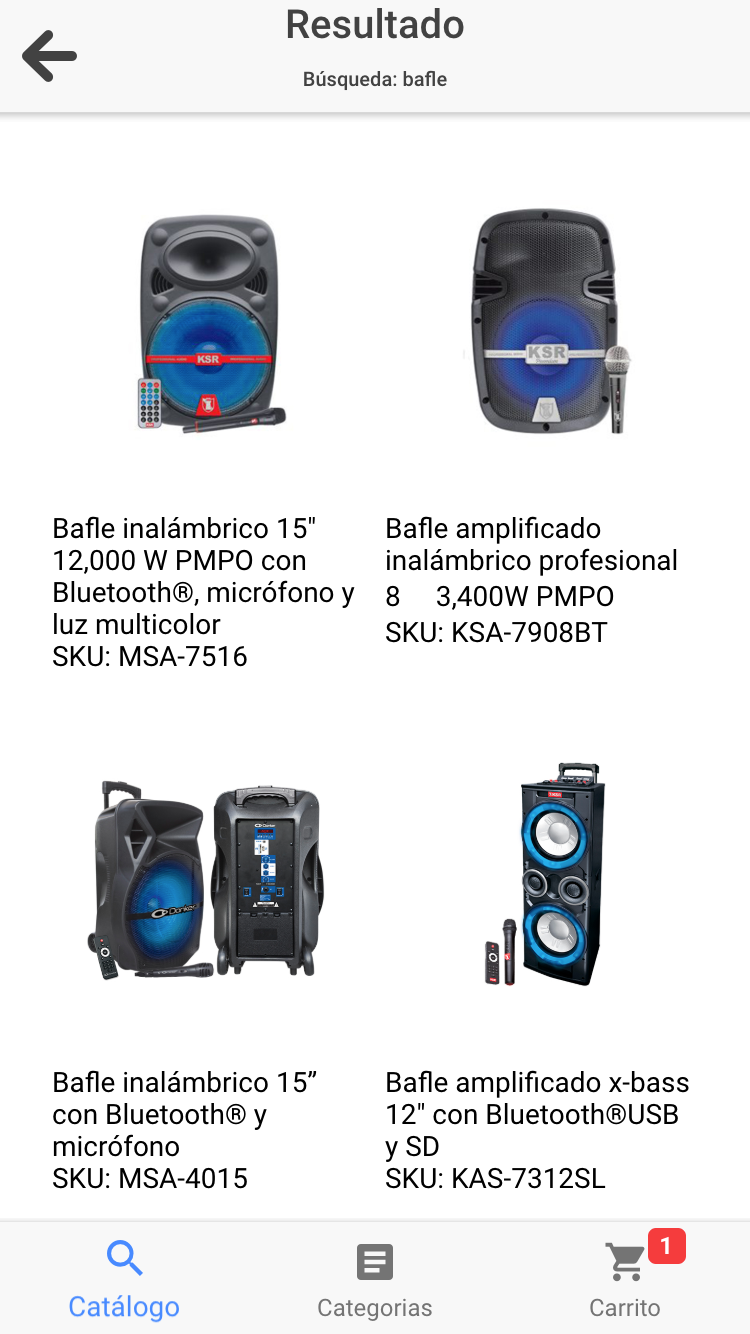 Resultado
Búsqueda: bafle
KSR
KSR
Bafle inalámbrico 15"
12,000 W PMPO con
Bluetooth®, micrófono y
luz multicolor
SKU: MSA-7516
Bafle amplificado
inalámbrico profesional
8 3,400W PMPO
SKU: KSA-7908BT
Donker
Donker
Bafle inalámbrico 15”
con Bluetooth® y
micrófono
SKU: MSA-4015
Bafle amplificado x-bass
12" con Bluetooth®USB
y SD
SKU: KAS-7312SL
1
Catálogo
Categorias
Carrito